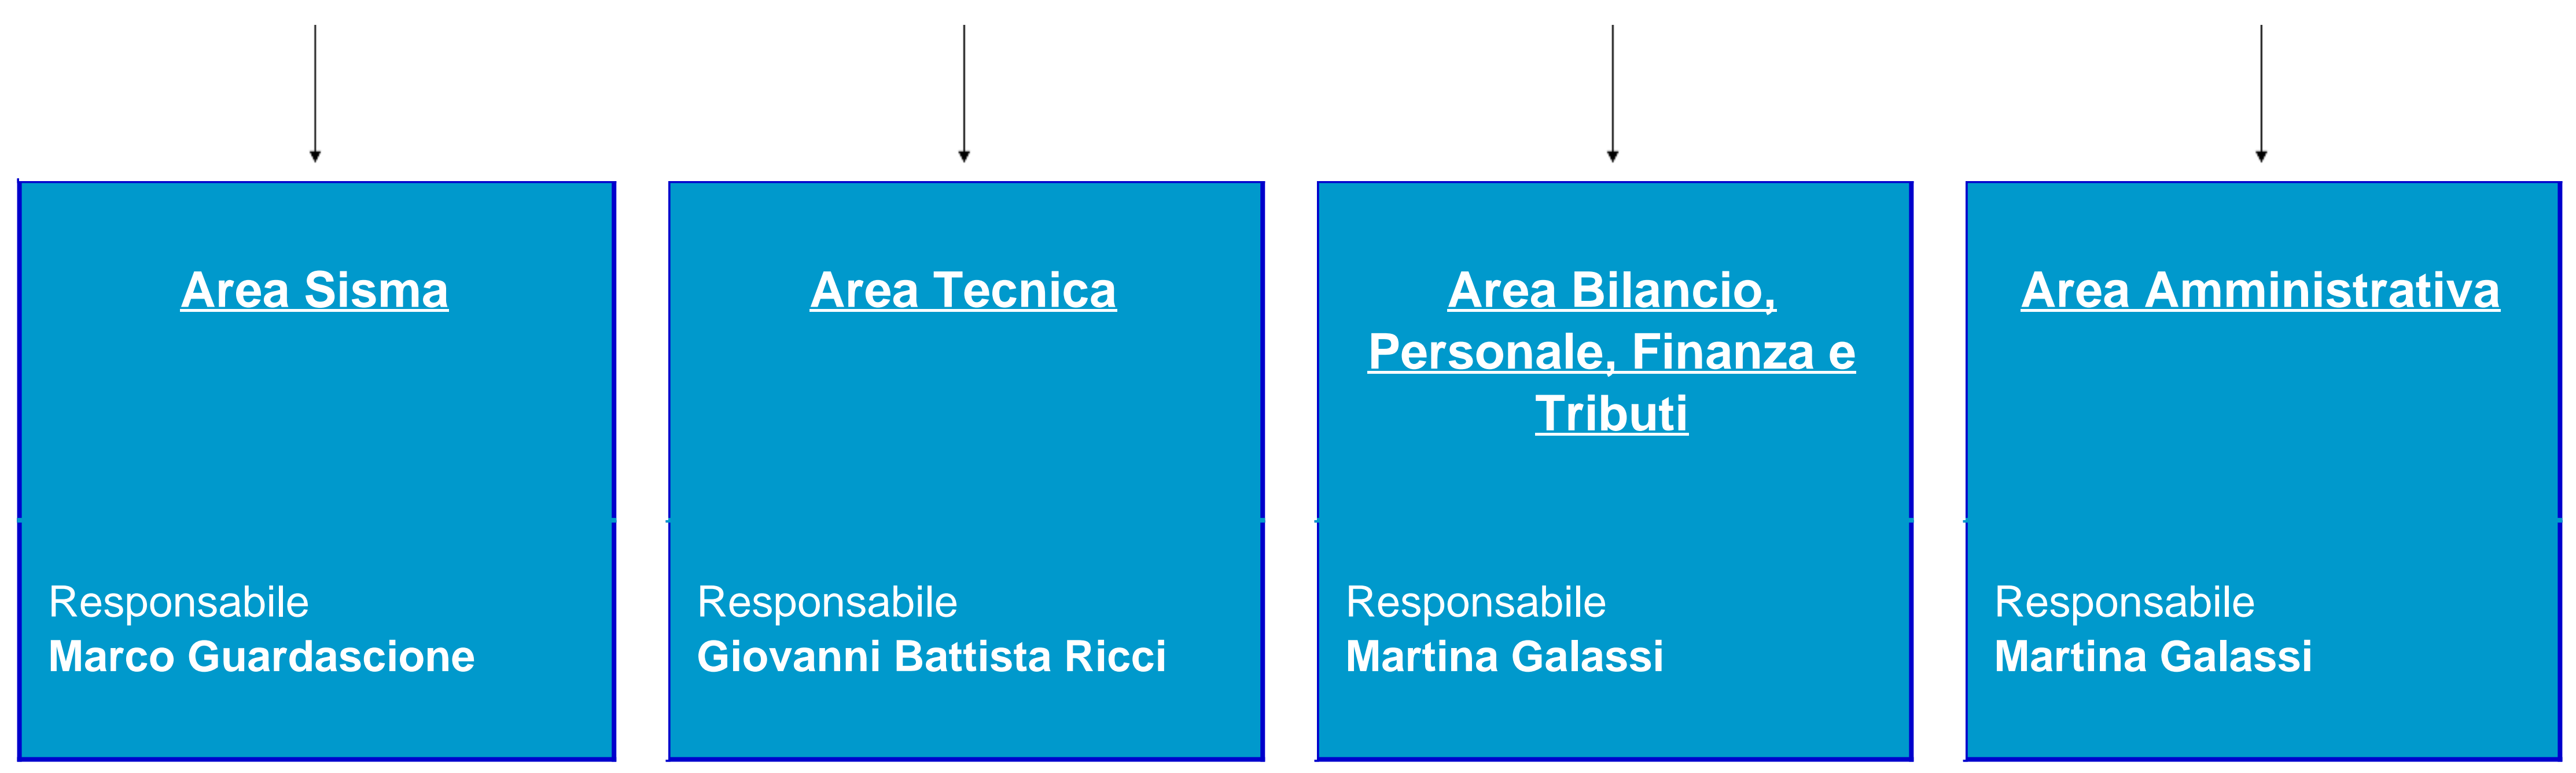 Area Sisma
Responsabile
Marco Guardascione
Area Tecnica
Responsabile
Giovanni Battista Ricci
Area Bilancio,
Personale, Finanza e
Tributi
Responsabile
Martina Galassi
Area Amministrativa
Responsabile
Martina Galassi